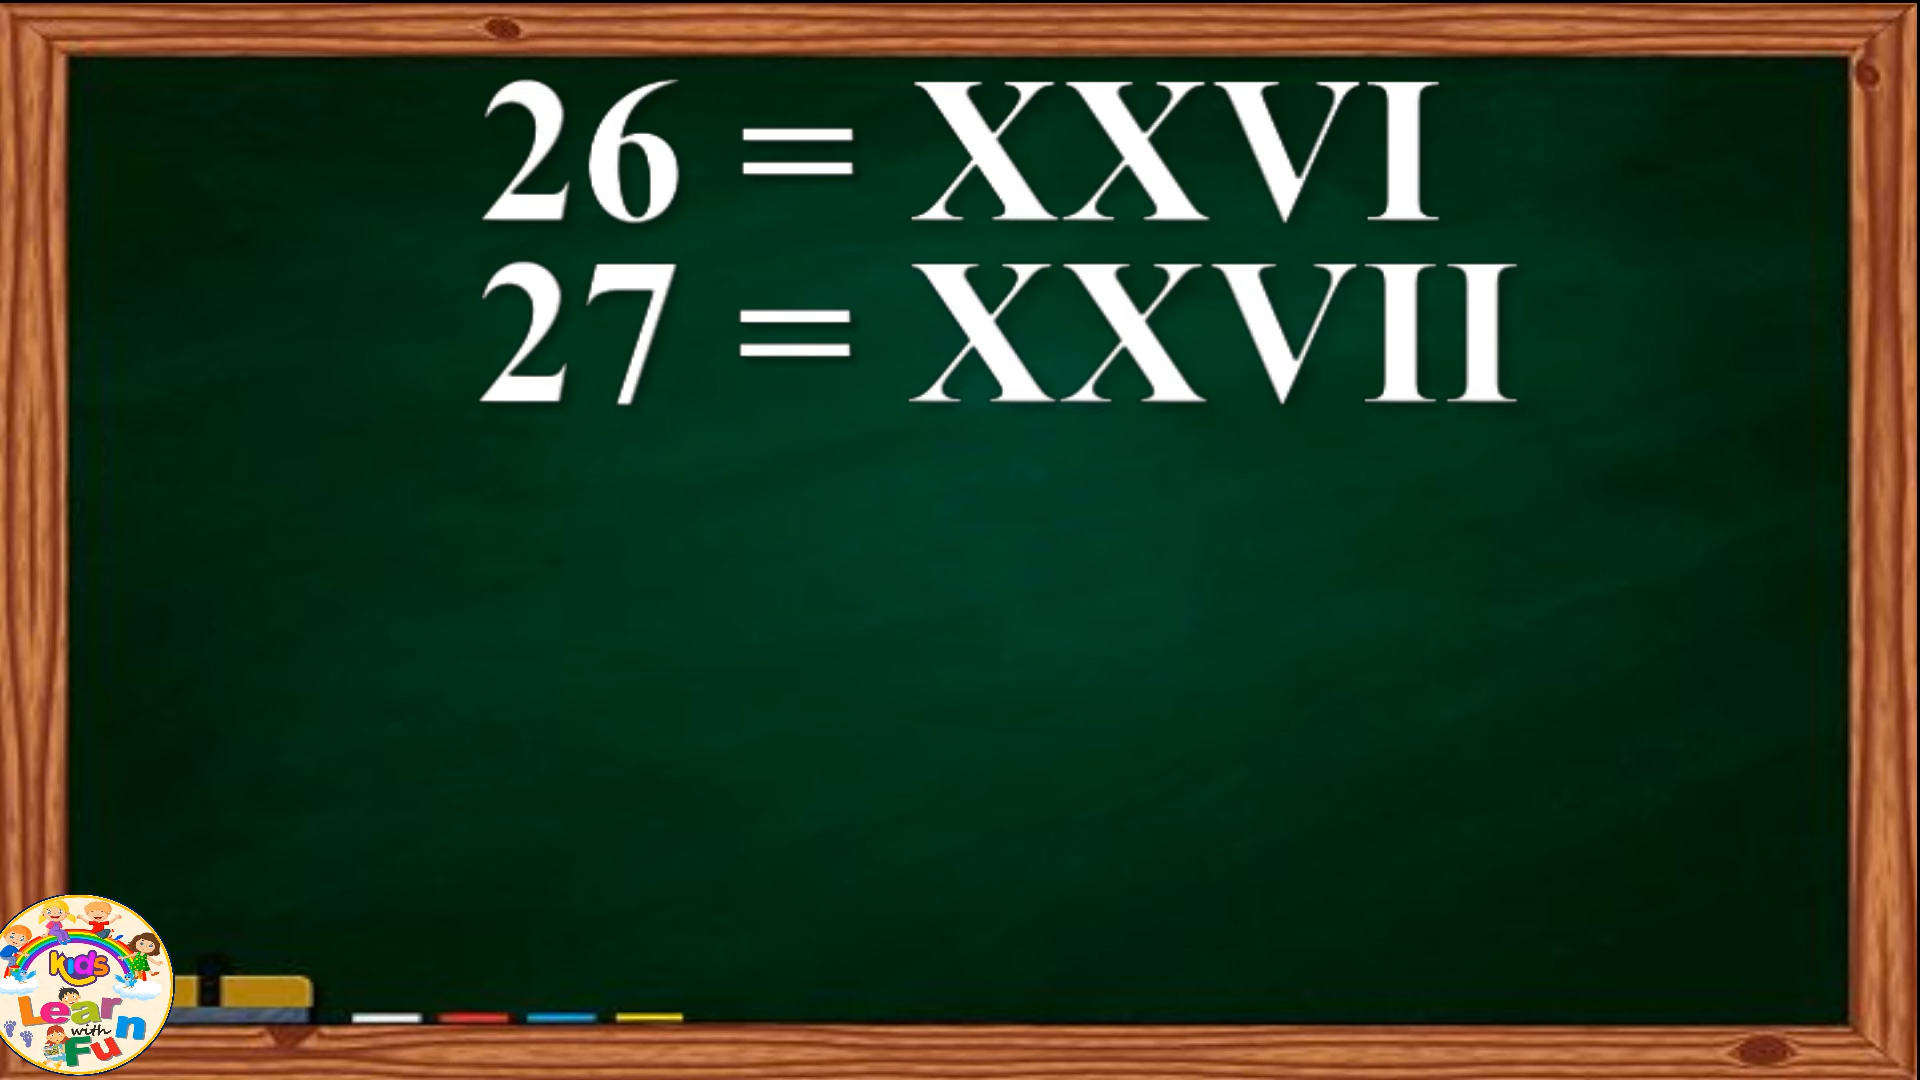 26 = XXVI
27 = XXVII
Kids
Learn
with
Fun